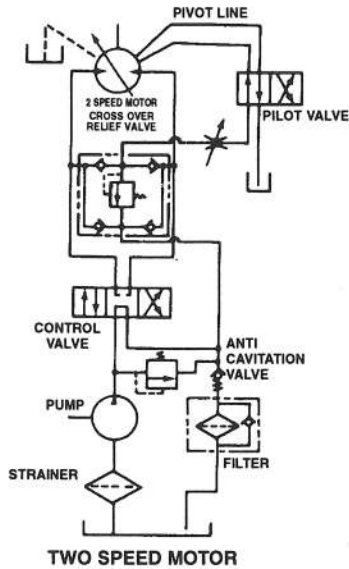 PIVOT LINE
2 SPEED MOTOR
CROSS OVER
RELIEF VALVE
PILOT VALVE
CONTROL
VALVE
ANTI
CAVITATION
VALVE
PUMP
FILTER
STRAINER
TWO SPEED MOTOR